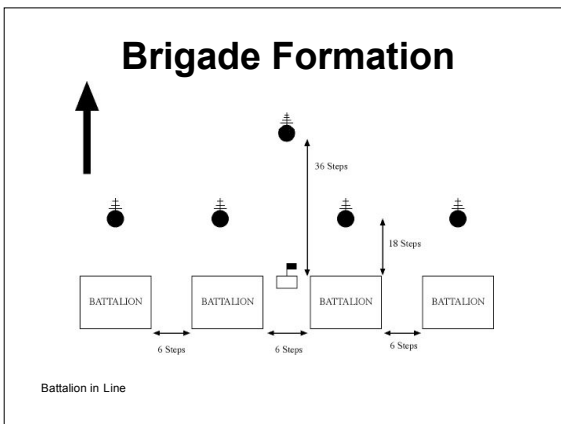 Brigade Formation
36 Steps
18 Steps
BATTALION BATTALION BATTALION BATTALION
6 Steps 6 Steps 6 Steps
Battalion in Line